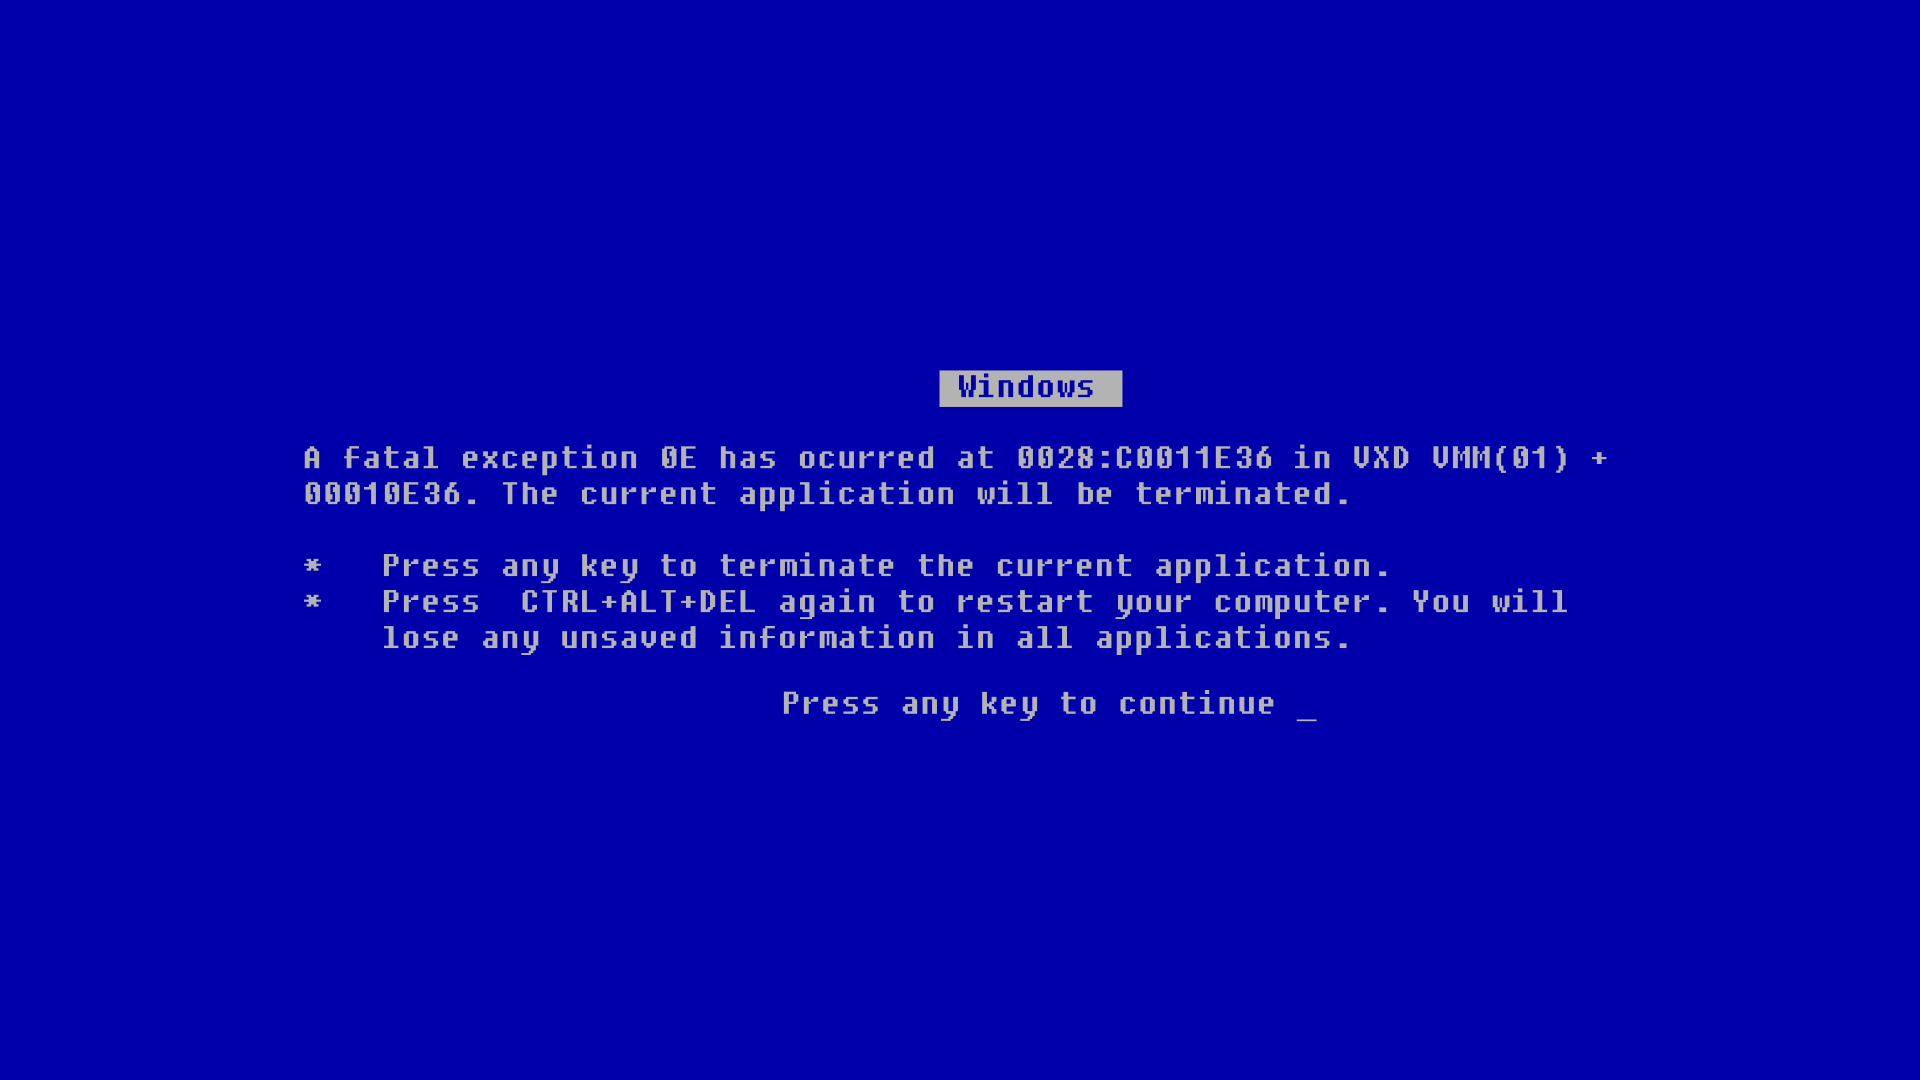 Windows
A fatal exception 0E has ocurred at 0028:C0011E36 in VXD VMM(01) +
00010E36. The current application will be terminated.
*   Press any key to terminate the current application.
*   Press  CTRL+ALT+DEL again to restart your computer. You will
    lose any unsaved information in all applications.
Press any key to continue _